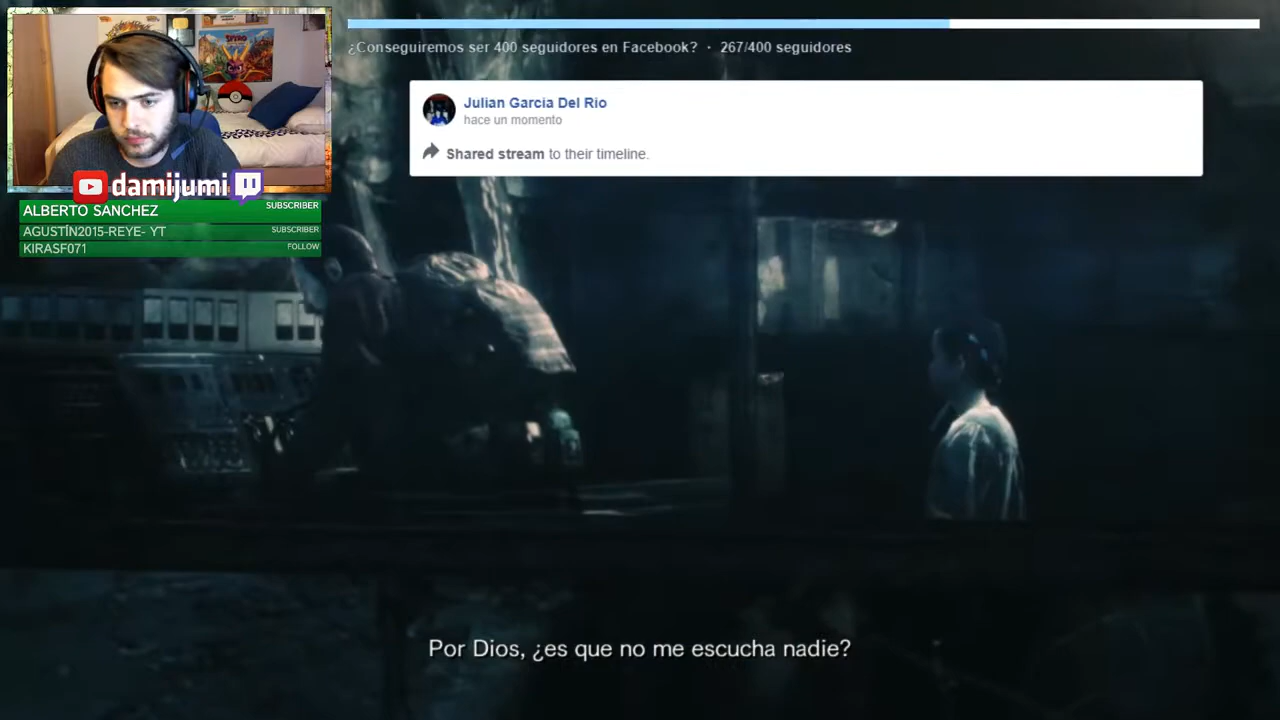 ¿Conseguiremos ser 400 seguidores en Facebook? · 267/400 seguidores
Julian Garcia Del Rio
hace un momento
Shared stream to their timeline.
damijumi
ALBERTO SANCHEZ SUBSCRIBER
AGUSTÍN2015-REYE- YT SUBSCRIBER
KIRASF071 FOLLOW
Por Dios, ¿es que no me escucha nadie?